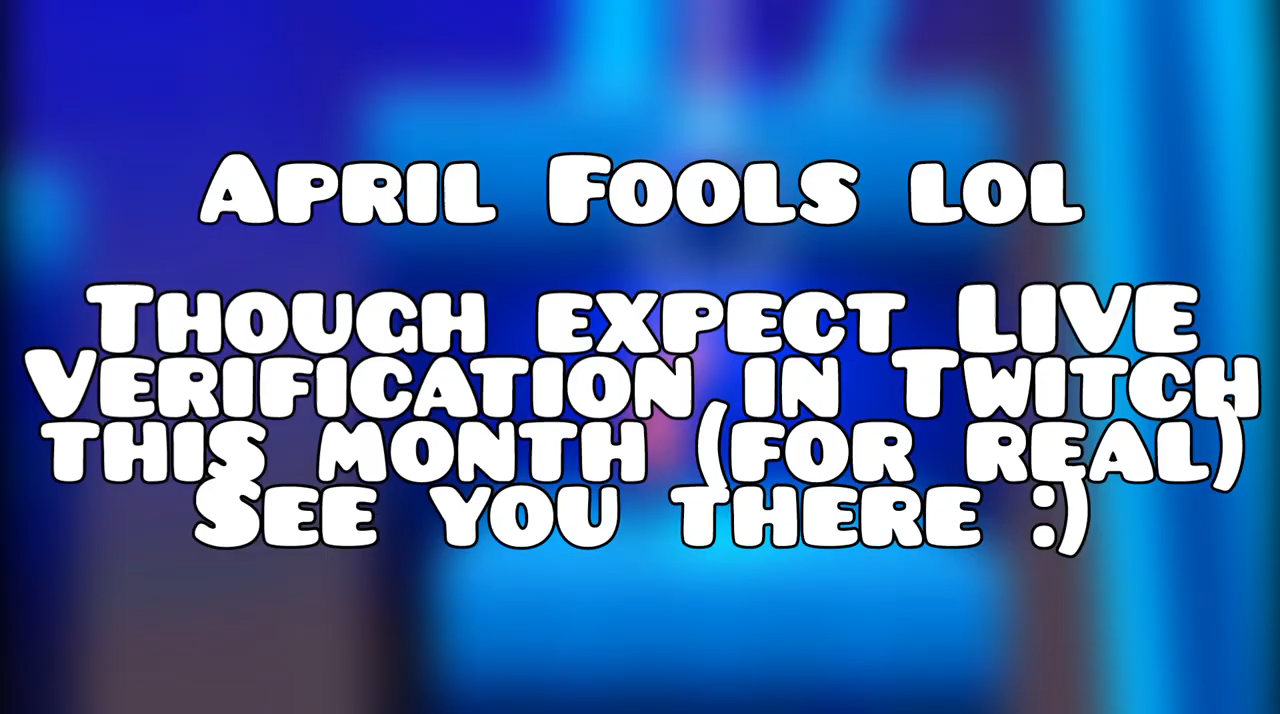 April Fools lol
Though expect LIVE
Verification in Twitch
this month (for real)
See you there :)